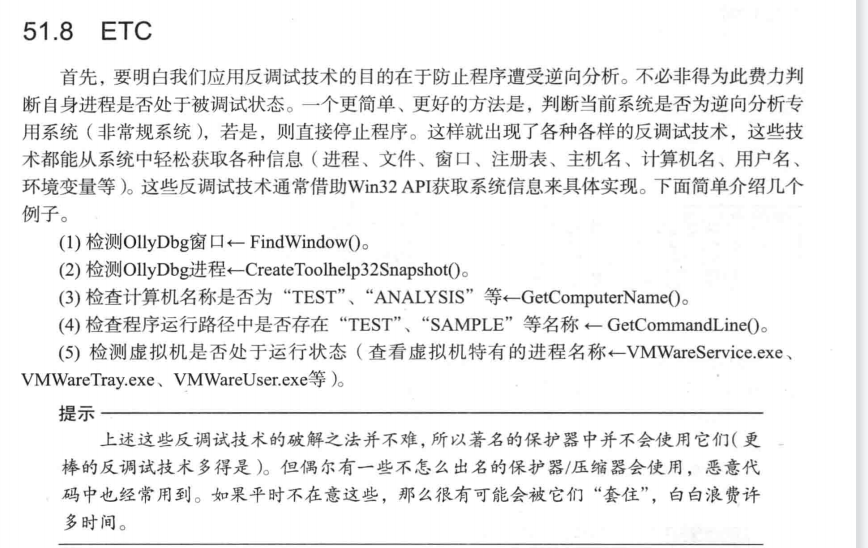 51.8 ETC
首先，要明白我们应用反调试技术的目的在于防止程序遭受逆向分析。不必非得为此费力判
断自身进程是否处于被调试状态。一个更简单、更好的方法是，判断当前系统是否为逆向分析专
用系统（非常规系统），若是，则直接停止程序。这样就出现了各种各样的反调试技术，这些技
术都能从系统中轻松获取各种信息（进程、文件、窗口、注册表、主机名、计算机名、用户名、
环境变量等）。这些反调试技术通常借助Win32 API获取系统信息来具体实现。下面简单介绍几个
例子。
(1) 检测OllyDbg窗口← FindWindow()。
(2) 检测OllyDbg进程←CreateToolhelp32Snapshot()。
(3) 检查计算机名称是否为“TEST”、“ANALYSIS”等←GetComputerName()。
(4) 检查程序运行路径中是否存在“TEST”、“SAMPLE”等名称 ← GetCommandLine()。
(5) 检测虚拟机是否处于运行状态（查看虚拟机特有的进程名称←VMWareService.exe、
VMWareTray.exe、VMWareUser.exe等）。
提示
上述这些反调试技术的破解之法并不难，所以著名的保护器中并不会使用它们（更
棒的反调试技术多得是）。但偶尔有一些不怎么出名的保护器/压缩器会使用，恶意代
码中也经常用到。如果平时不在意这些，那么很有可能会被它们“套住”，白白浪费许
多时间。